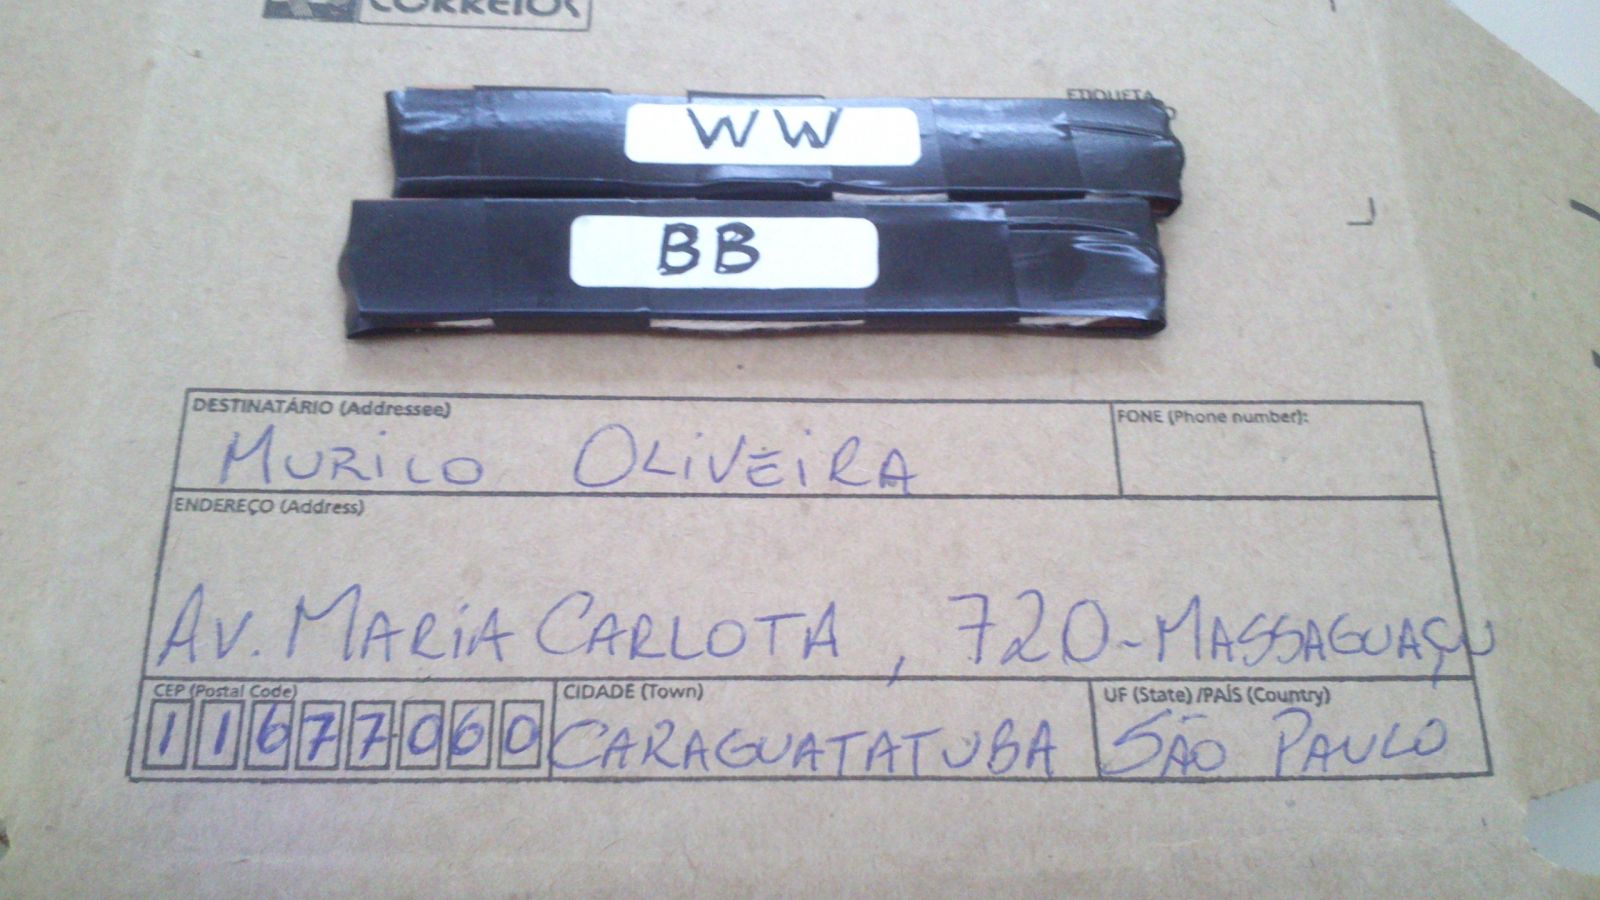 CORREIOS
ETIQUETA
WW
BB
DESTINATÁRIO (Addressee)
MURILO OLIVEIRA
FONE (Phone number):
ENDEREÇO (Address)
AV. MARIA CARLOTA, 720-MASSAGUAÇU
CEP (Postal Code)
11677060
CIDADE (Town)
CARAGUATATUBA
UF (State) /PAÍS (Country)
SÃO PAULO